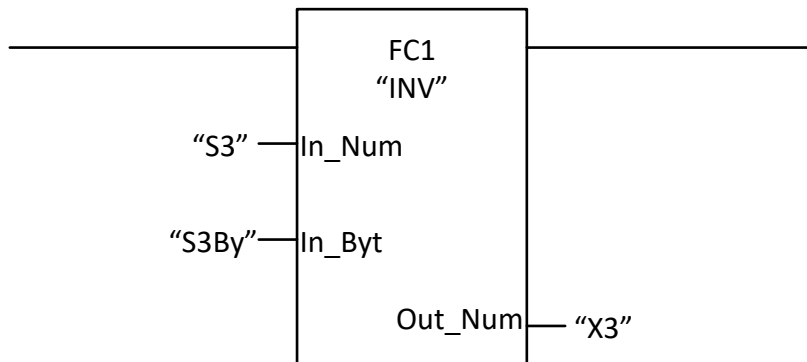 FC1
“INV”
“S3” In_Num
“S3By” In_Byt
Out_Num “X3”